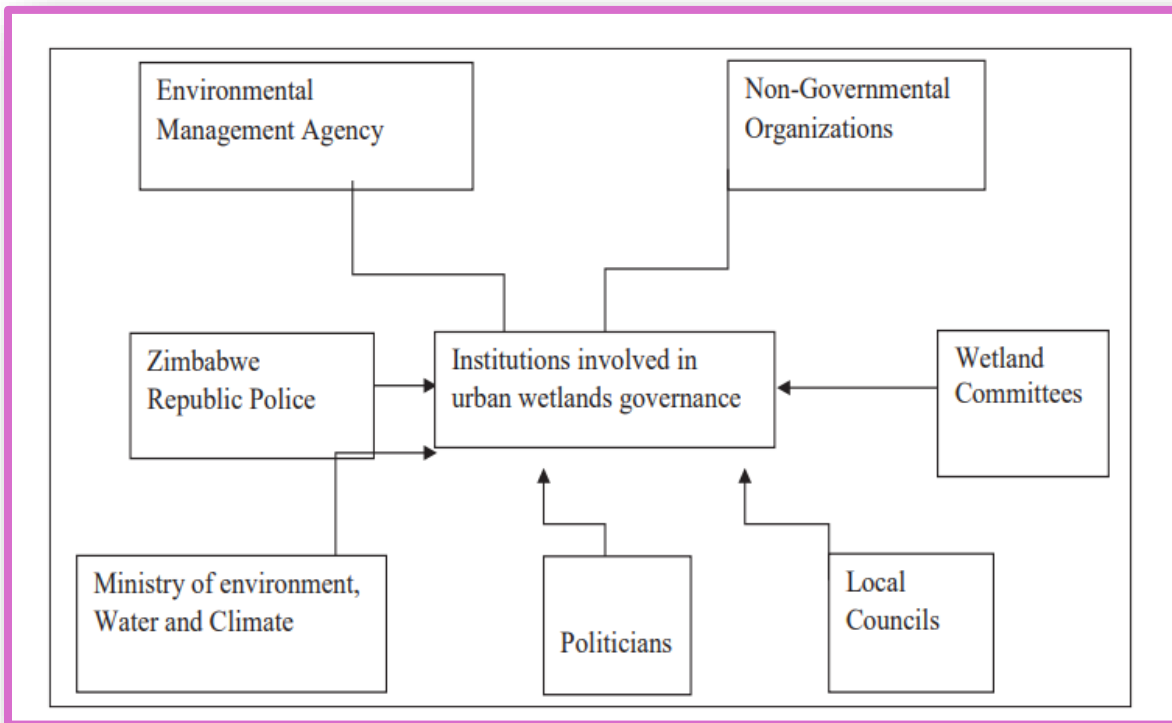 Environmental
Management Agency
Non-Governmental
Organizations
Zimbabwe
Republic Police
Institutions involved in
urban wetlands governance
Wetland
Committees
Ministry of environment,
Water and Climate
Politicians
Local
Councils